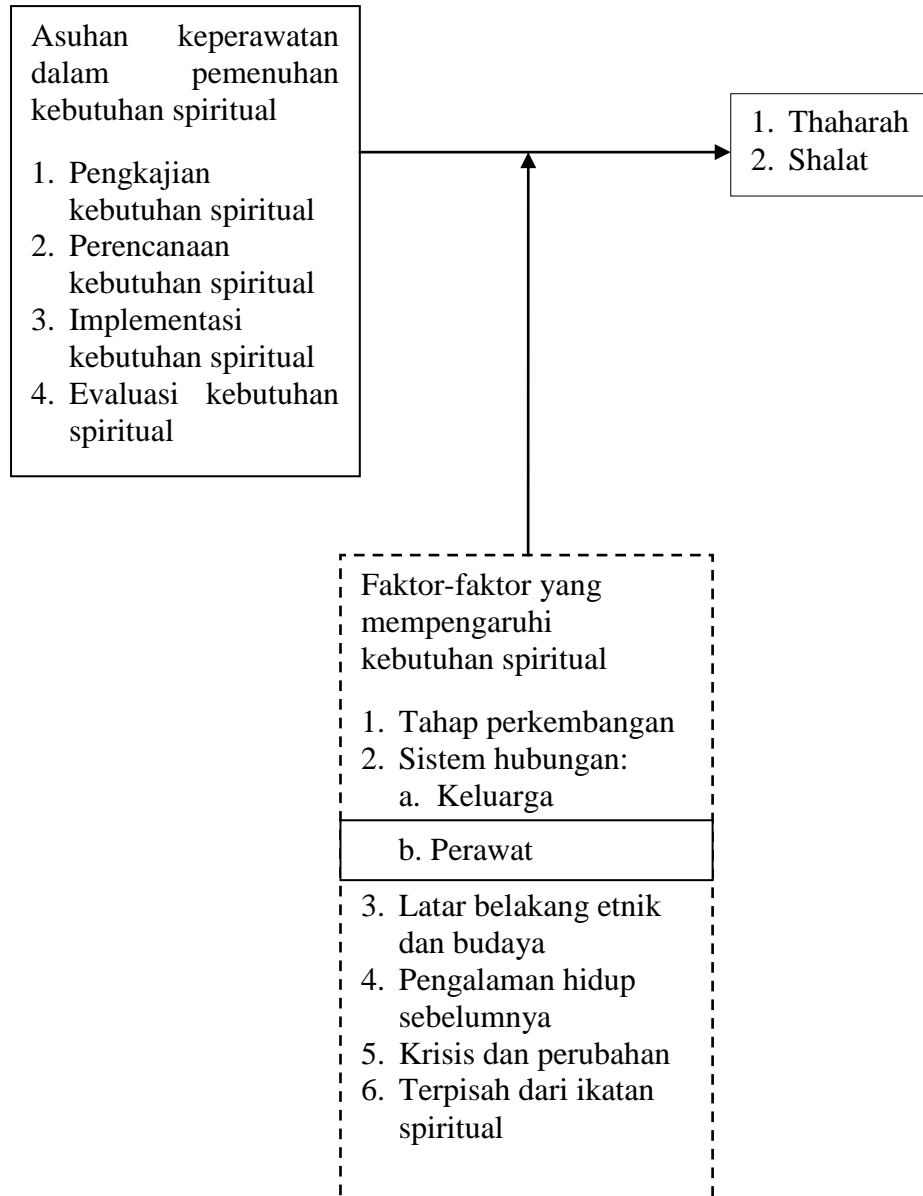 Asuhan keperawatan
dalam pemenuhan
kebutuhan spiritual
1. Pengkajian
kebutuhan spiritual
2. Perencanaan
kebutuhan spiritual
3. Implementasi
kebutuhan spiritual
4. Evaluasi kebutuhan
spiritual
1. Thaharah
2. Shalat
Faktor-faktor yang
mempengaruhi
kebutuhan spiritual
1. Tahap perkembangan
2. Sistem hubungan:
a. Keluarga
b. Perawat
3. Latar belakang etnik
dan budaya
4. Pengalaman hidup
sebelumnya
5. Krisis dan perubahan
6. Terpisah dari ikatan
spiritual